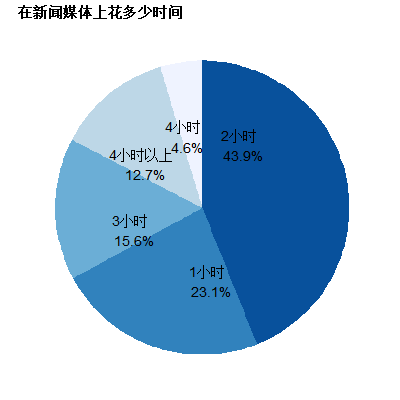 在新闻媒体上花多少时间
4小时
4.6%
2小时
43.9%
4小时以上
12.7%
3小时
15.6%
1小时
23.1%